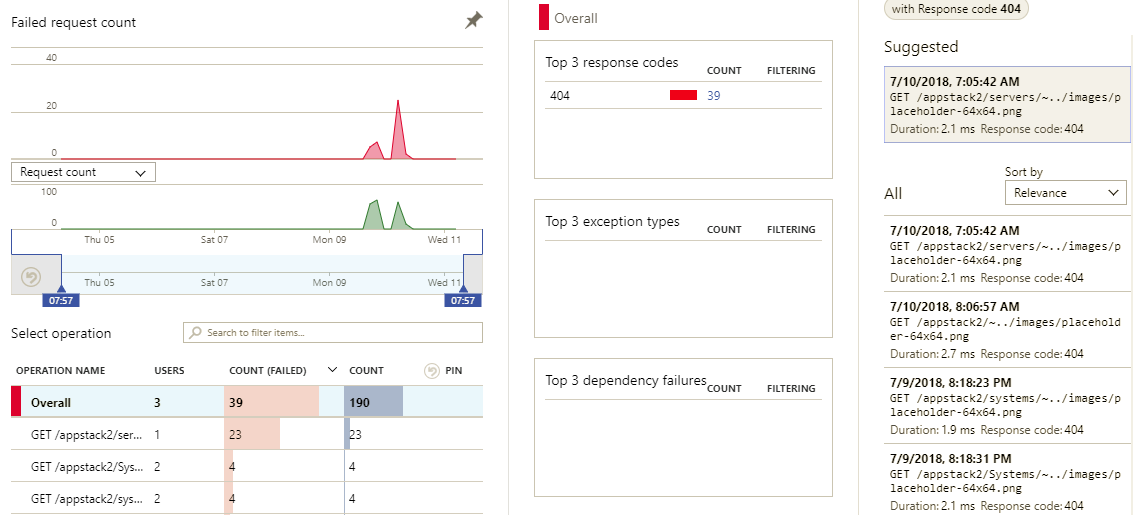 Failed request count
40
20
0
Request count
100
0
Thu 05 Sat 07 Mon 09 Wed 11
Thu 05 Sat 07 Mon 09 Wed 11
07:57 07:57
Select operation
Search to filter items...
OPERATION NAME USERS COUNT (FAILED) COUNT PIN
Overall 3 39 190
GET /appstack2/ser... 1 23 23
GET /appstack2/Sys... 2 4 4
GET /appstack2/sys... 2 4 4
Overall
Top 3 response codes COUNT FILTERING
404 39
Top 3 exception types COUNT FILTERING
Top 3 dependency failures COUNT FILTERING
with Response code 404
Suggested
7/10/2018, 7:05:42 AM
GET /appstack2/servers/~../images/p
laceholder-64x64.png
Duration: 2.1 ms Response code: 404
Sort by
All
Relevance
7/10/2018, 7:05:42 AM
GET /appstack2/servers/~../images/p
laceholder-64x64.png
Duration: 2.1 ms Response code: 404
7/10/2018, 8:06:57 AM
GET /appstack2/~../images/placehold
er-64x64.png
Duration: 2.7 ms Response code: 404
7/9/2018, 8:18:23 PM
GET /appstack2/systems/~../images/p
laceholder-64x64.png
Duration: 1.9 ms Response code: 404
7/9/2018, 8:18:31 PM
GET /appstack2/Systems/~../images/p
laceholder-64x64.png
Duration: 2.1 ms Response code: 404